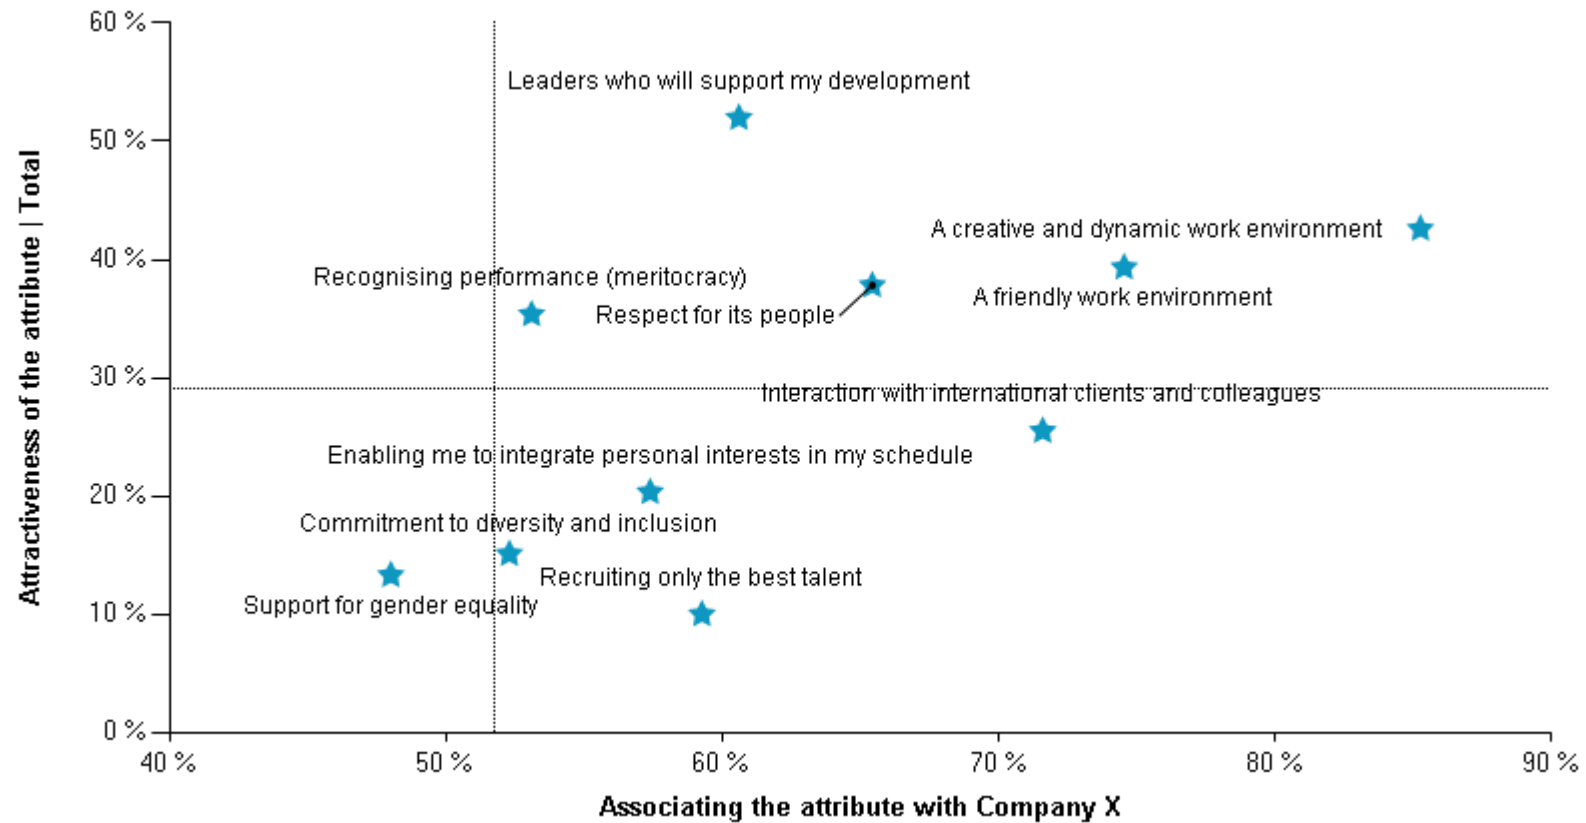 60 %
Leaders who will support my development
50 %
A creative and dynamic work environment
40 %
Recognising performance (meritocracy)
A friendly work environment
Respect for its people
30 %
Interaction with international clients and colleagues
Enabling me to integrate personal interests in my schedule
20 %
Commitment to diversity and inclusion
Recruiting only the best talent
Support for gender equality
10 %
0 %
40 %
50 %
60 %
70 %
80 %
90 %
Associating the attribute with Company X
Attractiveness of the attribute | Total